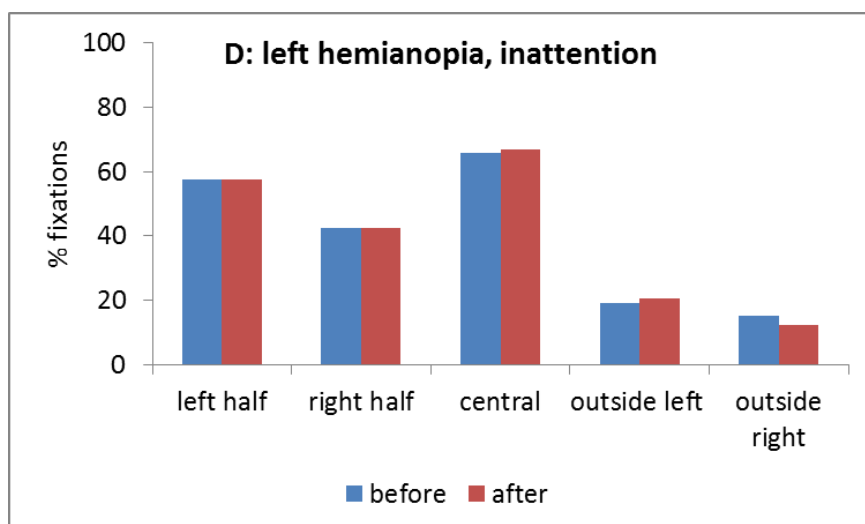 D: left hemianopia, inattention
% fixations
100
80
60
40
20
0
left half right half central outside left outside
right
before after